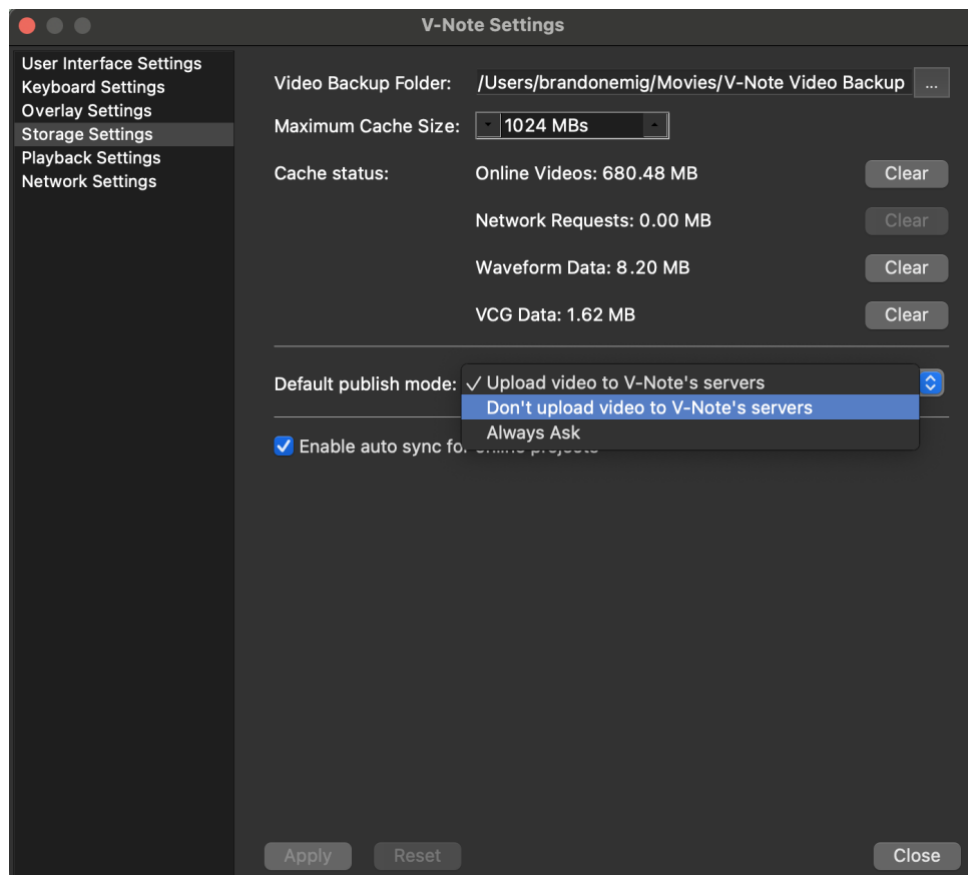 V-Note Settings
User Interface Settings
Keyboard Settings
Overlay Settings
Storage Settings
Playback Settings
Network Settings
Video Backup Folder: /Users/brandonemig/Movies/V-Note Video Backup ...
Maximum Cache Size: 1024 MBs
Cache status: Online Videos: 680.48 MB Clear
Network Requests: 0.00 MB Clear
Waveform Data: 8.20 MB Clear
VCG Data: 1.62 MB Clear
Default publish mode: ✓ Upload video to V-Note's servers
Don't upload video to V-Note's servers
Always Ask
Enable auto sync for online projects
Apply Reset Close